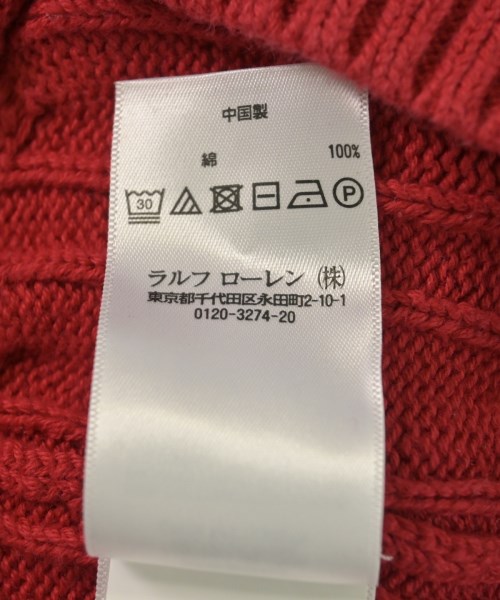 中国製
綿 100%
30 P
ラルフ ローレン (株)
東京都千代田区永田町2-10-1
0120-3274-20